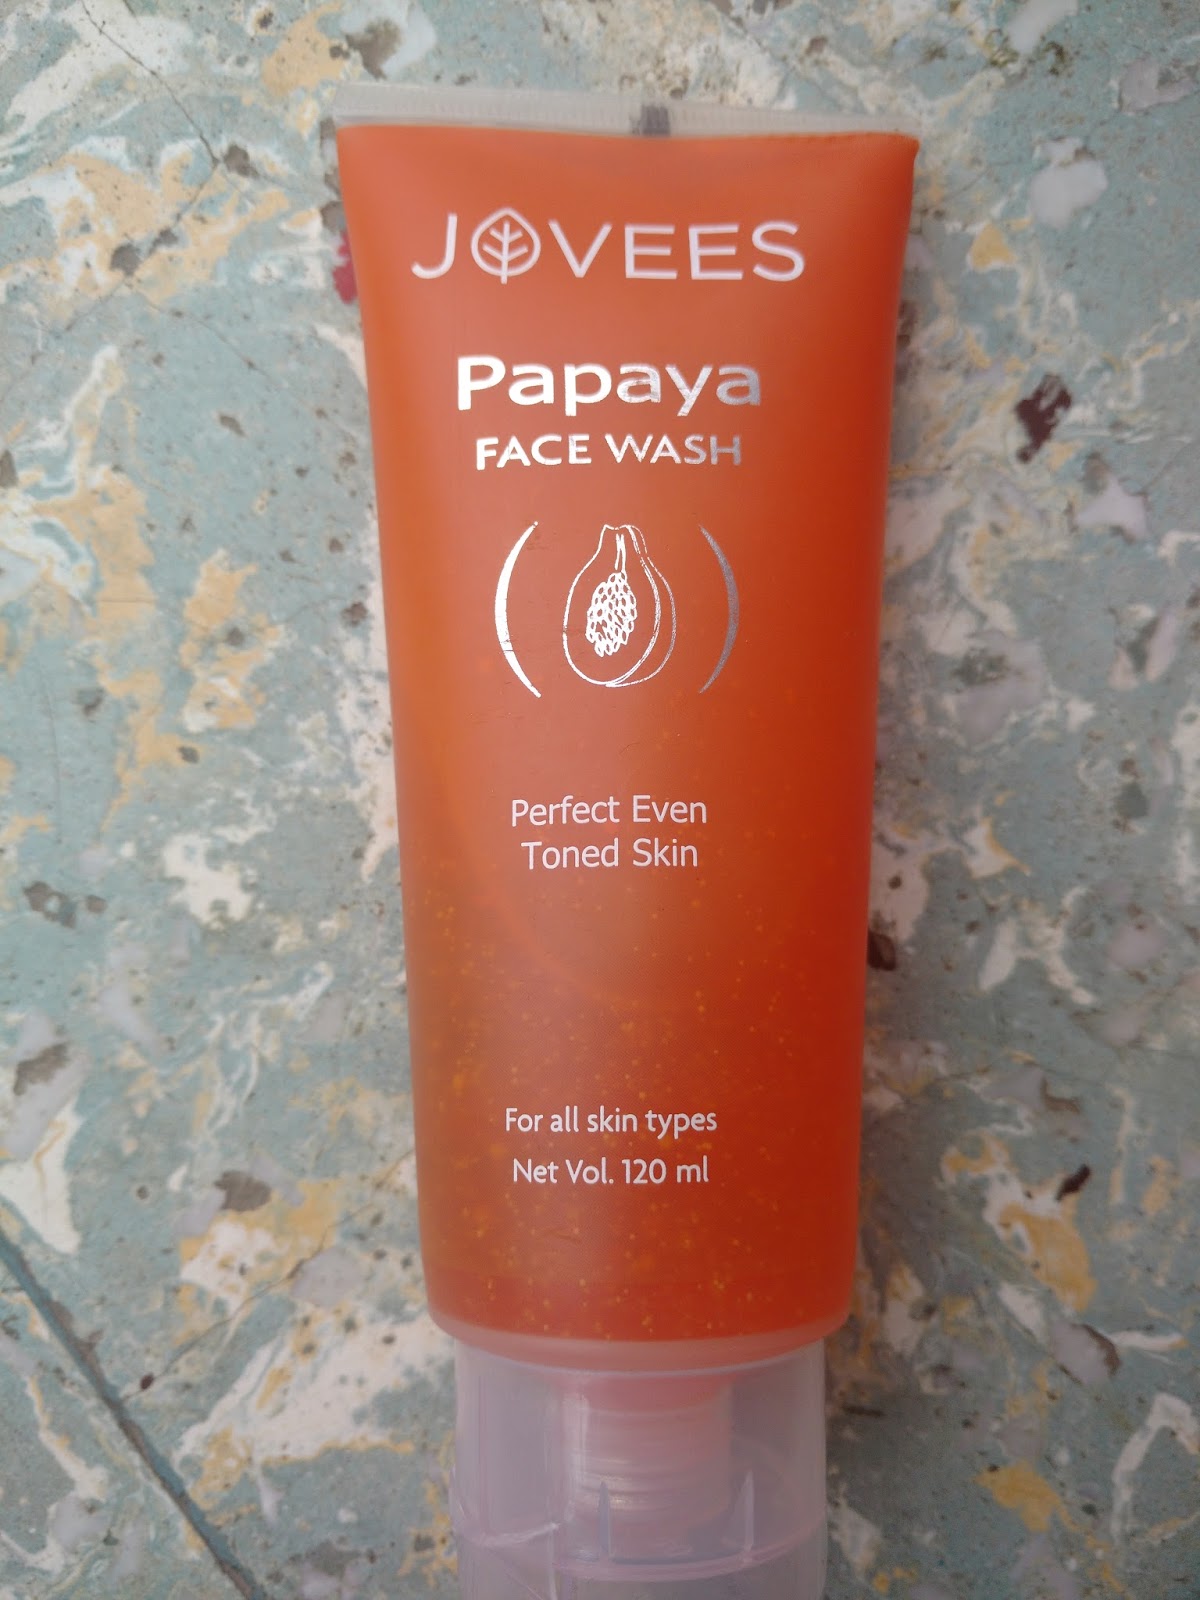 JOVEES
Papaya
FACE WASH
Perfect Even
Toned Skin
For all skin types
Net Vol. 120 ml